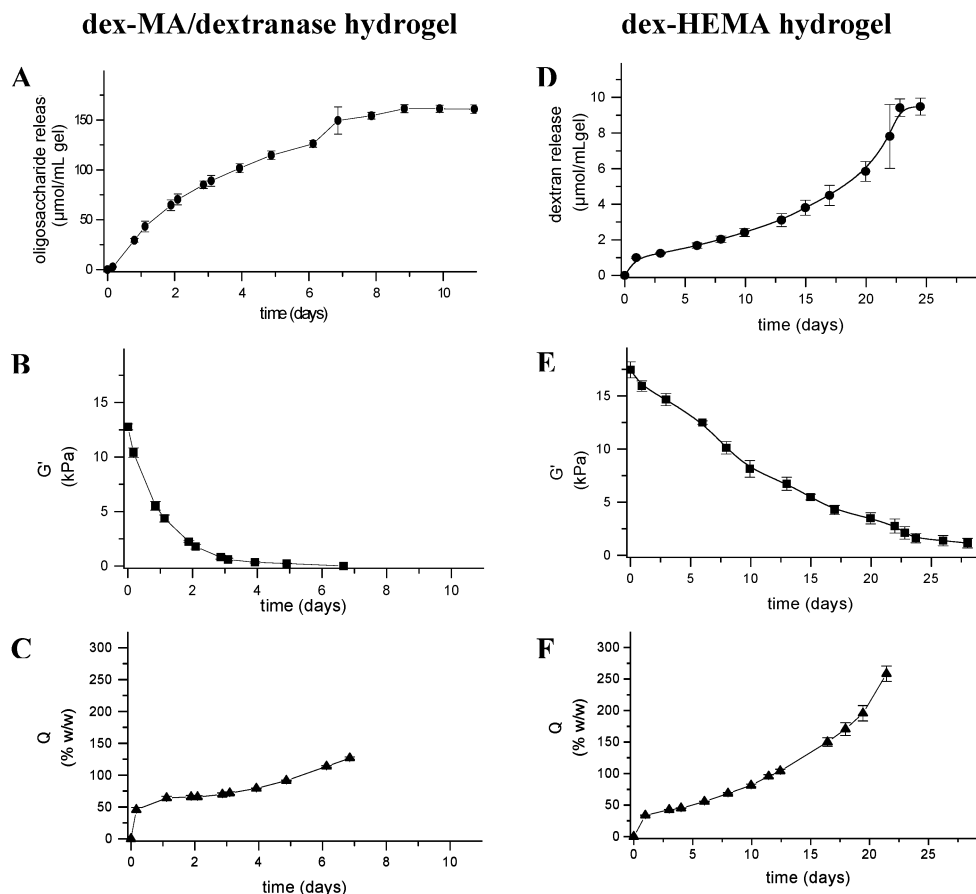 dex-MA/dextranase hydrogel
dex-HEMA hydrogel
A
oligosaccharide releas
(µmol/mL gel)
150
100
50
0
0 2 4 6 8 10
time (days)
D
dextran release
(µmol/mLgel)
10
8
6
4
2
0
0 5 10 15 20 25
time (days)
B
G'
(kPa)
15
10
5
0
0 2 4 6 8 10
time (days)
E
G'
(kPa)
15
10
5
0
0 5 10 15 20 25
time (days)
C
Q
(% w/w)
300
250
200
150
100
50
0
0 2 4 6 8 10
time (days)
F
Q
(% w/w)
300
250
200
150
100
50
0
0 5 10 15 20 25
time (days)